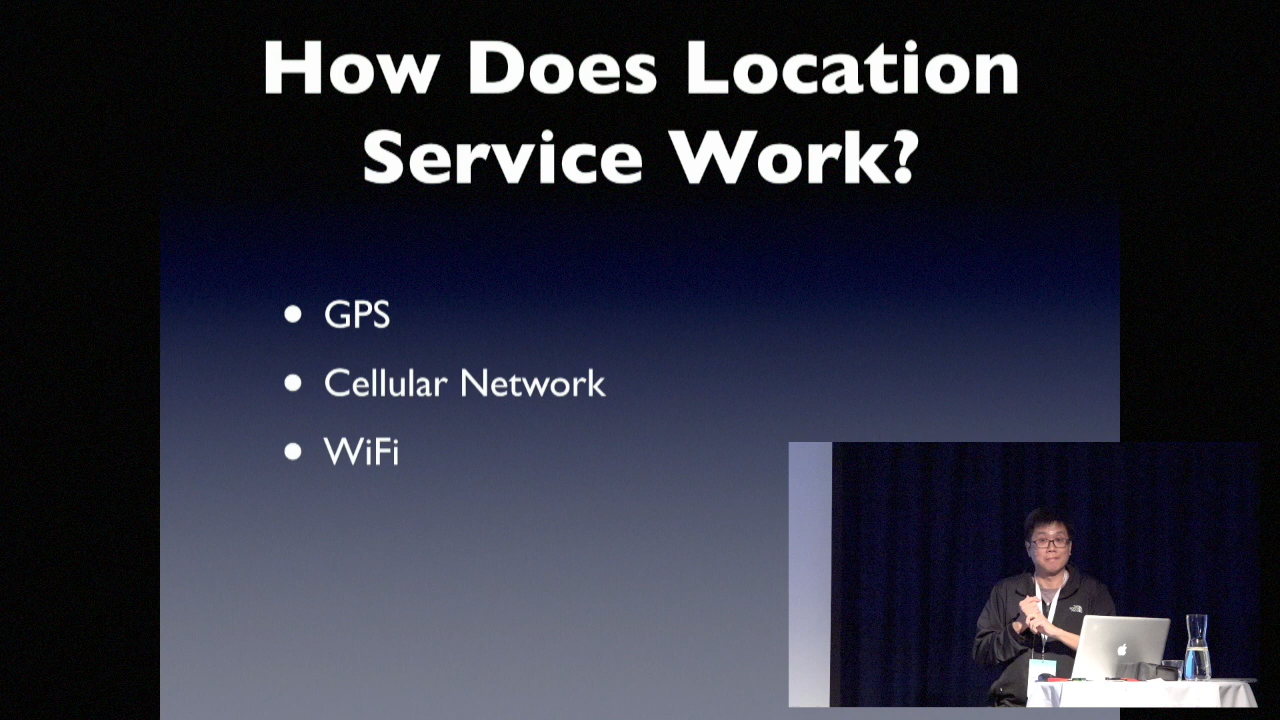 How Does Location
Service Work?
• GPS
• Cellular Network
• WiFi